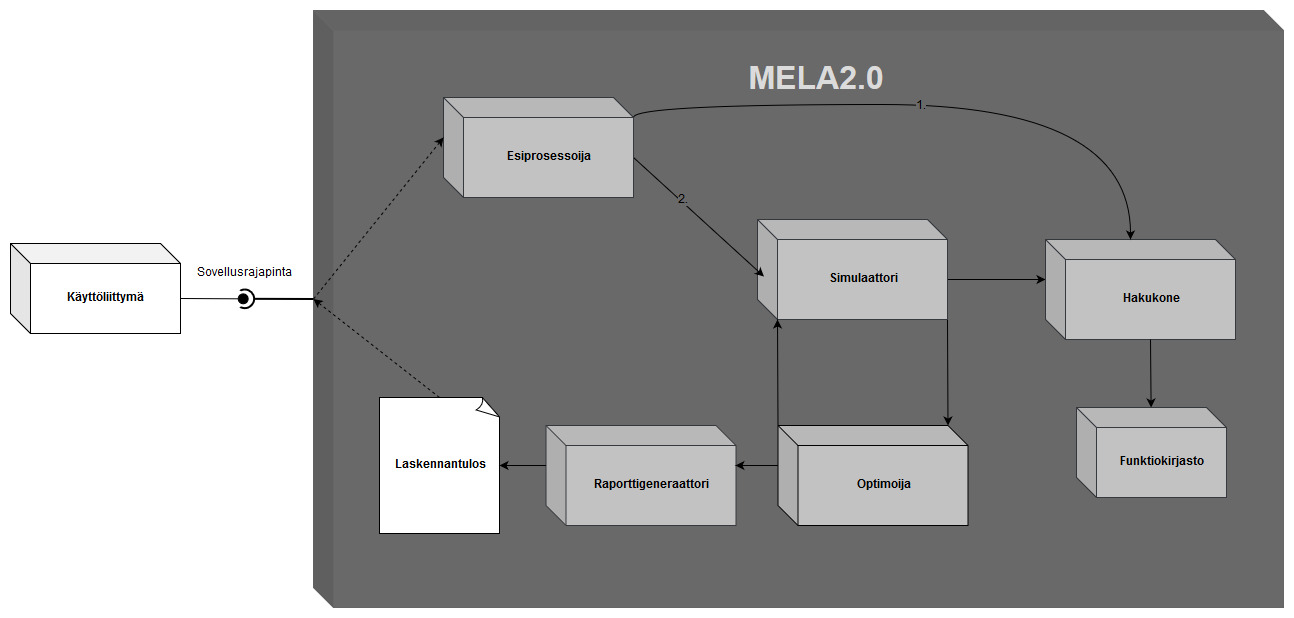 MELA2.0
1.
Esiprosessoija
2.
Sovellusrajapinta
Simulaattori
Käyttöliittymä
Hakukone
Laskennantulos
Raporttigeneraattori
Optimoija
Funktiokirjasto